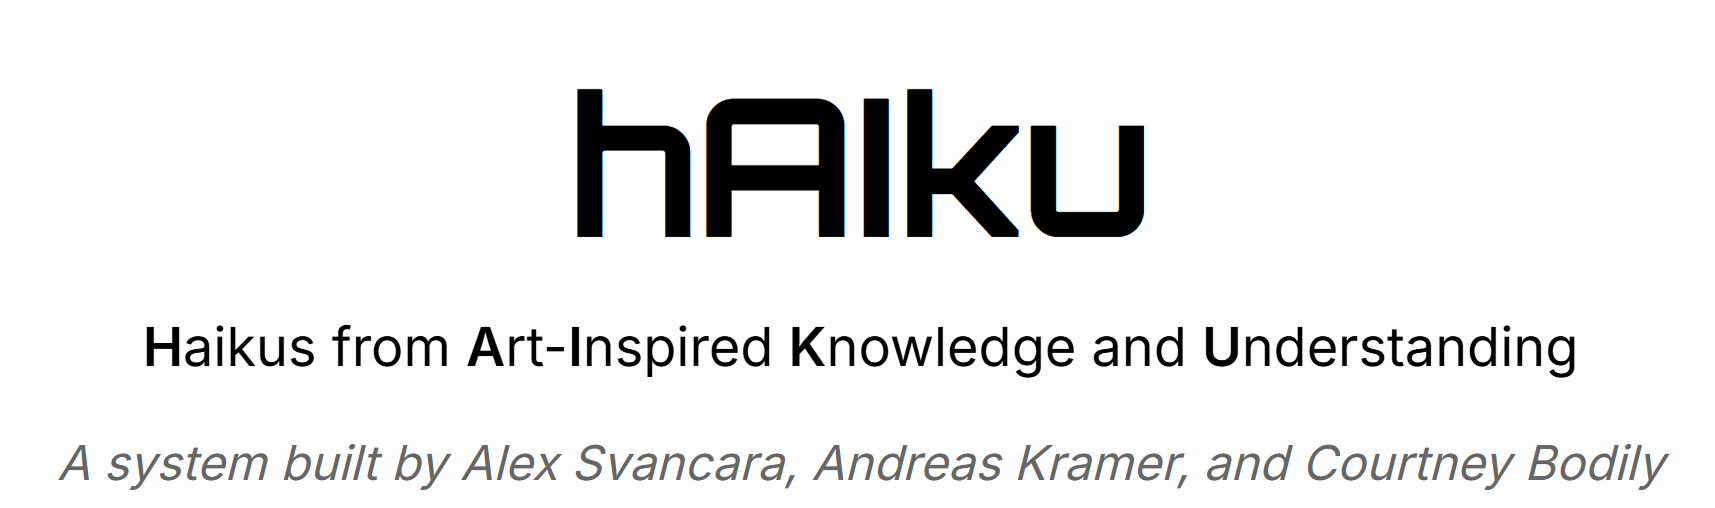 hAIku
Haikus from Art-Inspired Knowledge and Understanding
A system built by Alex Svancara, Andreas Kramer, and Courtney Bodily